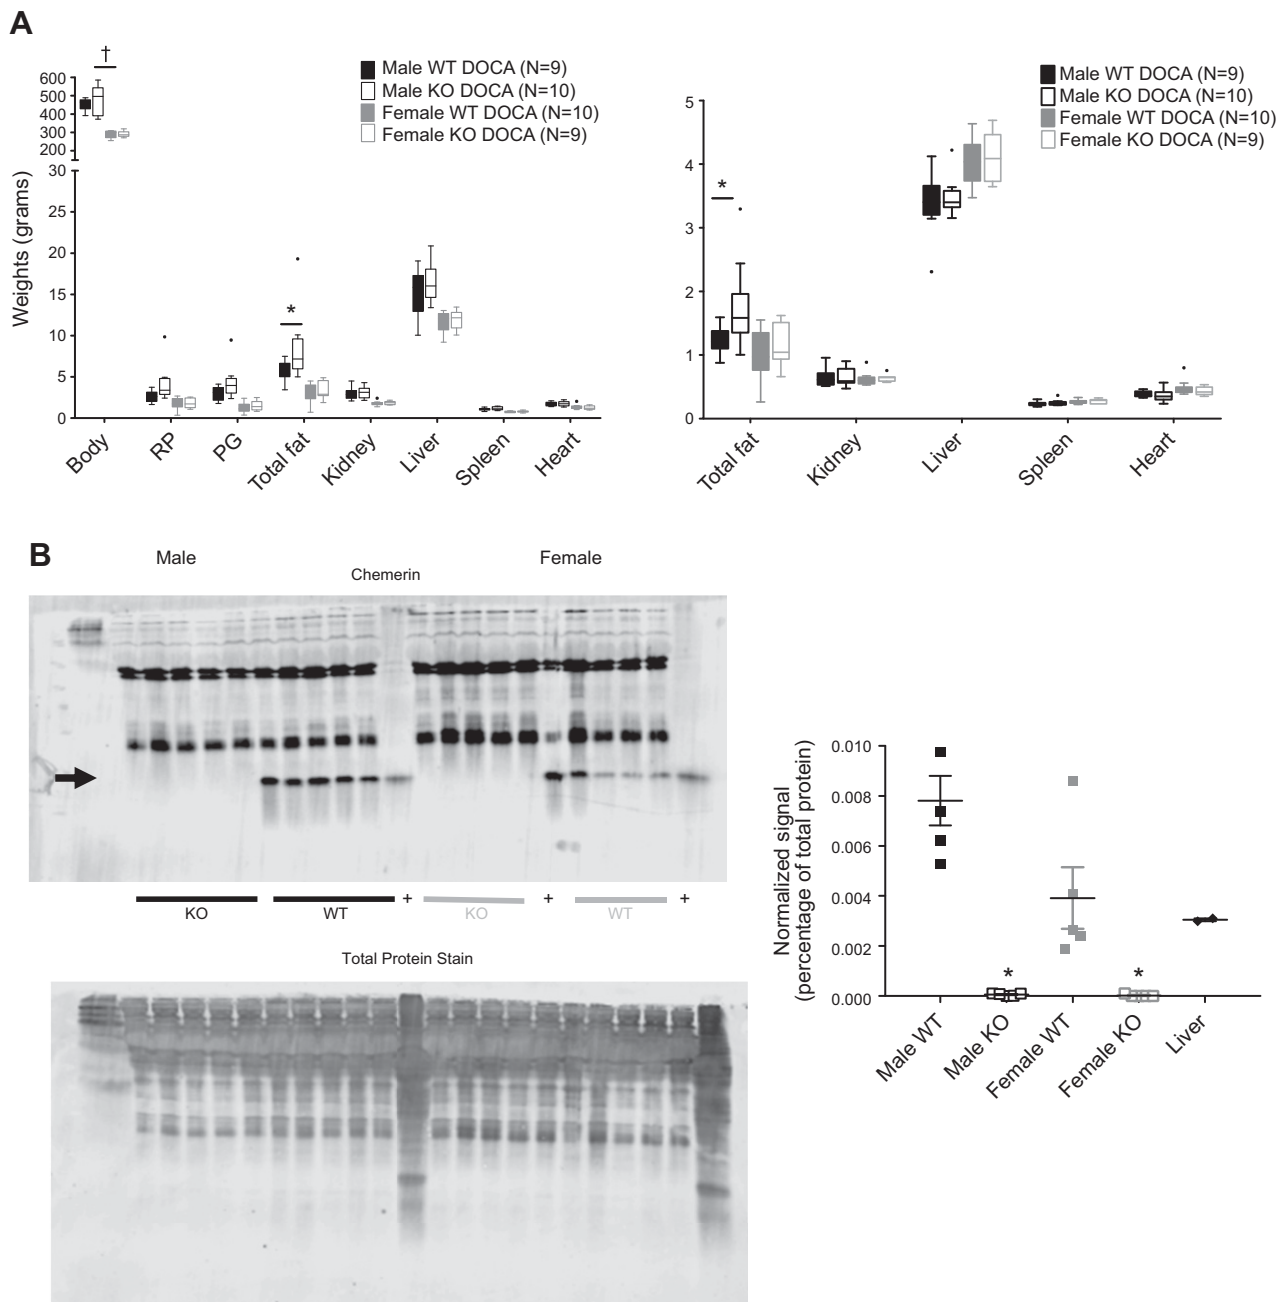 A
†
600
500
400
300
200
30
25
20
15
10
5
0
Weights (grams)
*
Male WT DOCA (N=9)
Male KO DOCA (N=10)
Female WT DOCA (N=10)
Female KO DOCA (N=9)
Body
RP
PG
Total fat
Kidney
Liver
Spleen
Heart
Male WT DOCA (N=9)
Male KO DOCA (N=10)
Female WT DOCA (N=10)
Female KO DOCA (N=9)
5
4
3
2
1
0
*
Total fat
Kidney
Liver
Spleen
Heart
B
Male
Chemerin
Female
KO
WT
+
KO
+
WT
+
Total Protein Stain
Normalized signal
(percentage of total protein)
0.010
0.008
0.006
0.004
0.002
0.000
*
*
Male WT
Male KO
Female WT
Female KO
Liver